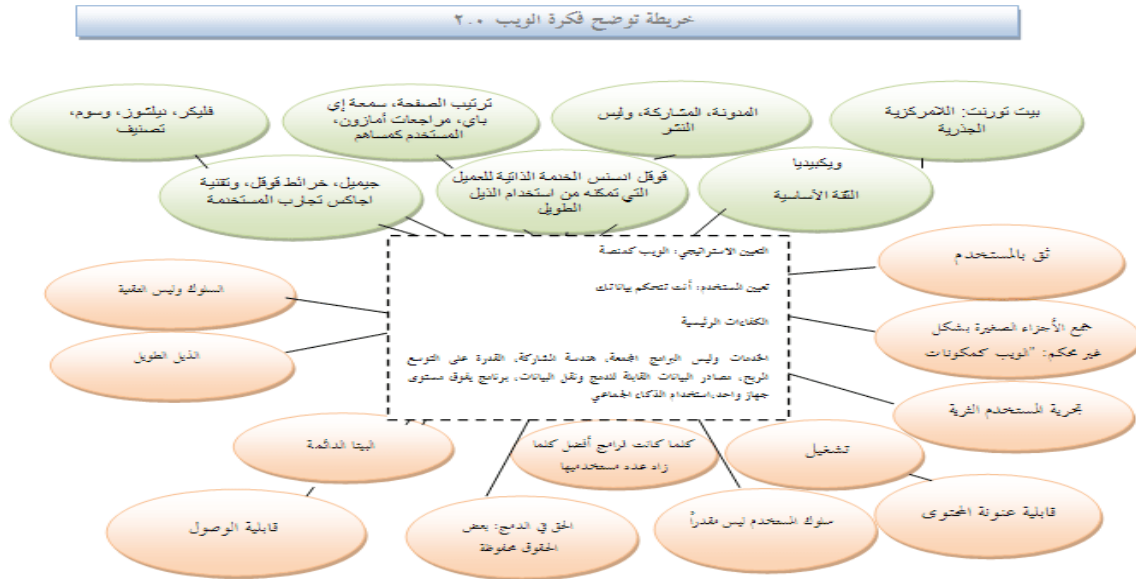 خريطة توضح فكرة الويب ٢.٠
بيت تورنت: اللامركزية
الجذرية
المدونة، المشاركة، وليس
النشر
ترتيب الصفحة، سمعة إي
باي، مراجعات أمازون،
المستخدم كمساهم
فليكر، ديلشوز، وسوم،
تصنيف
ويكبيديا
الثقة الأساسية
قوقل ادسنس الخدمة الذاتية للعميل
التي تمكنه من استخدام الذيل
الطويل
جيميل، خرائط قوقل، وتقنية
اجاكس تجارب المستخدمة
التعيين الاستراتيجي: الويب كمنصة
تعيين المستخدم: أنت تتحكم بياناتك
الكفاءات الرئيسية
الخدمات وليس البرامج المجمعة, هندسة المشاركة, القدرة على التوسع
المربح, مصادر البيانات القابلة للدمج ونقل البيانات, برنامج يفوق مستوى
جهاز واحد,استخدام الذكاء الجماعي
ثق بالمستخدم
السلوك وليس التقنية
جمع الأجزاء الصغيرة بشكل
غير محكم: "الويب كمكونات
الذيل الطويل
تجربة المستخدم الثرية
تشغيل
كلما كانت البرامج أفضل كلما
زاد عدد مستخدميها
البيتا الدائمة
قابلية عنونة المحتوى
سلوك المستخدم ليس مقدراً
الحق في الدمج: بعض
الحقوق محفوظة
قابلية الوصول